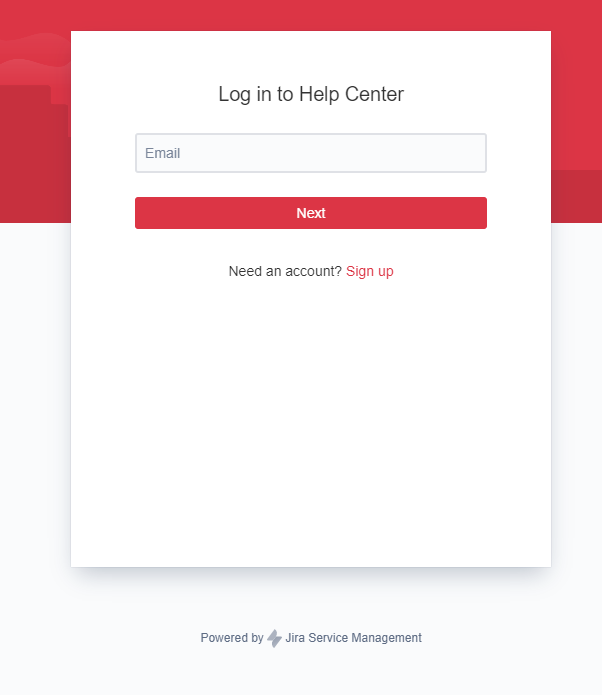 Log in to Help Center
Email
Next
Need an account? Sign up
Powered by Jira Service Management